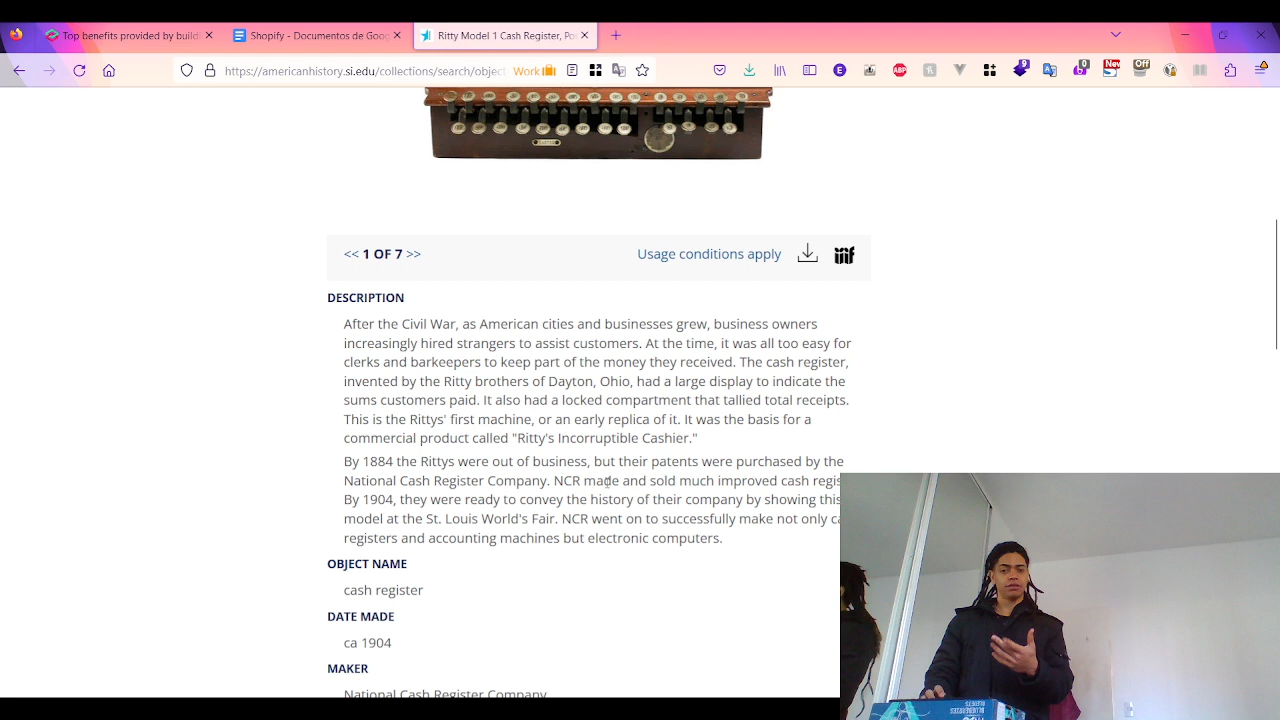 Top benefits provided by buildi
Shopify - Documentos de Goog
Ritty Model 1 Cash Register, Po
https://americanhistory.si.edu/collections/search/object
Work
9
ABP
0
New
Off
<< 1 OF 7 >>
Usage conditions apply
iiif
DESCRIPTION
After the Civil War, as American cities and businesses grew, business owners
increasingly hired strangers to assist customers. At the time, it was all too easy for
clerks and barkeepers to keep part of the money they received. The cash register,
invented by the Ritty brothers of Dayton, Ohio, had a large display to indicate the
sums customers paid. It also had a locked compartment that tallied total receipts.
This is the Rittys' first machine, or an early replica of it. It was the basis for a
commercial product called "Ritty's Incorruptible Cashier."
By 1884 the Rittys were out of business, but their patents were purchased by the
National Cash Register Company. NCR made and sold much improved cash regis
By 1904, they were ready to convey the history of their company by showing this
model at the St. Louis World's Fair. NCR went on to successfully make not only ca
registers and accounting machines but electronic computers.
OBJECT NAME
cash register
DATE MADE
ca 1904
MAKER
National Cash Register Company
BLUEBERRIES